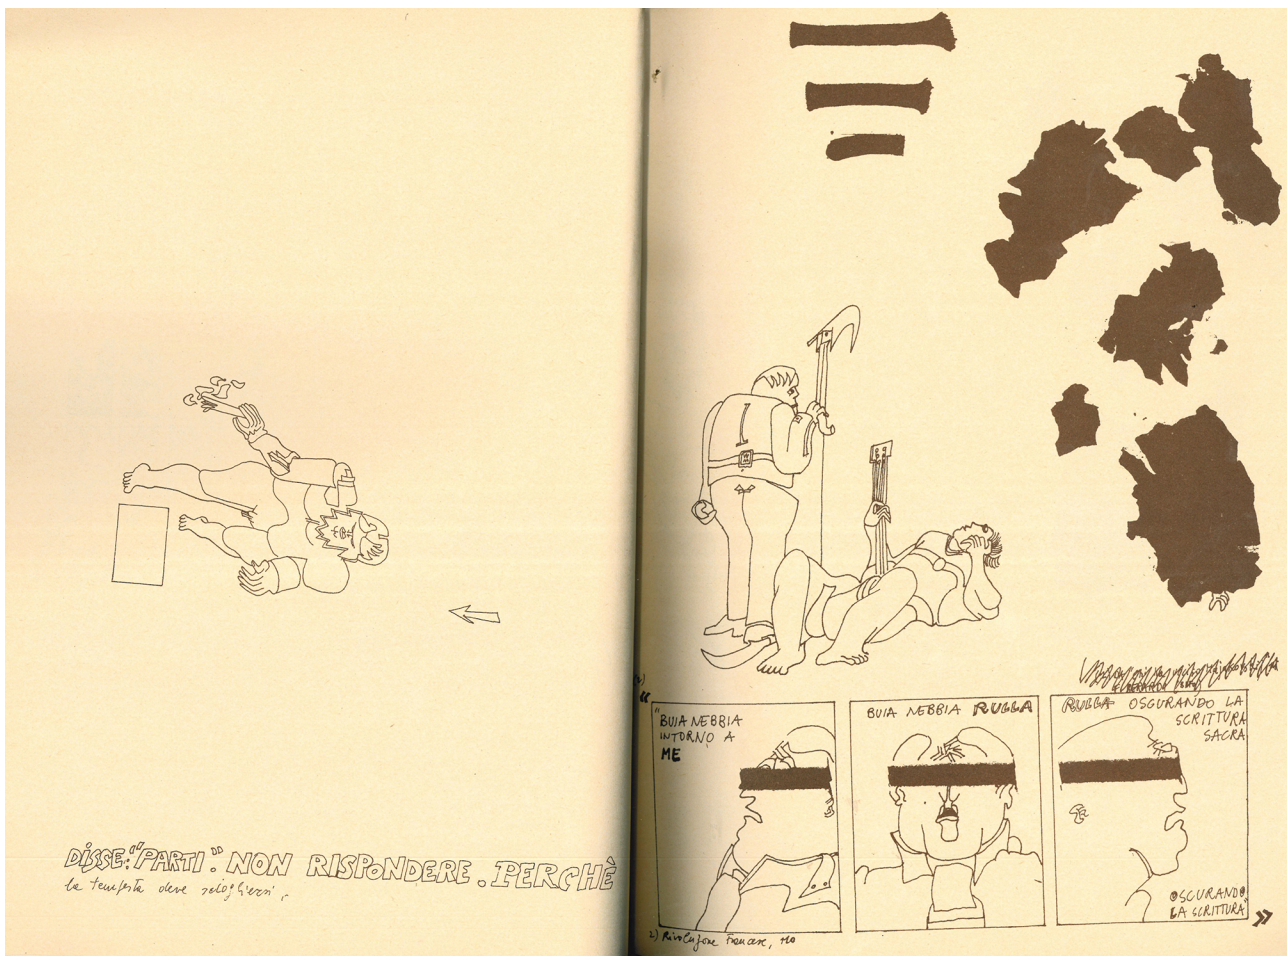 DISSE: "PARTI". NON RISPONDERE. PERCHÈ
la tempesta deve sciogliersi,
I
"BUIA NEBBIA
INTORNO A
ME
BUIA NEBBIA RULLA
RULLA OSCURANDO LA
SCRITTURA
SACRA
OSCURANDO
LA SCRITTURA"
2) Rivoluzione Francese,